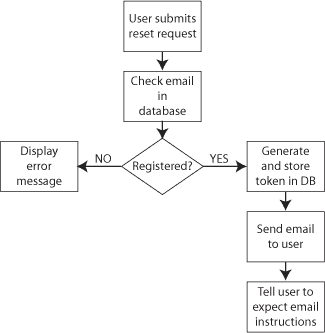 User submits
reset request
Check email
in
database
Display
error
message
NO
Registered?
YES
Generate
and store
token in DB
Send email
to user
Tell user to
expect email
instructions